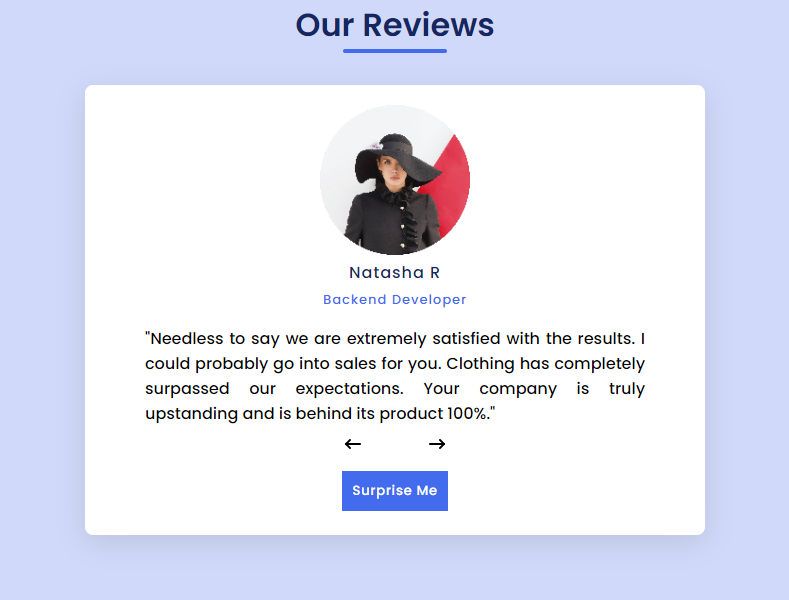 Our Reviews
Natasha R
Backend Developer
"Needless to say we are extremely satisfied with the results. I
could probably go into sales for you. Clothing has completely
surpassed our expectations. Your company is truly
upstanding and is behind its product 100%."
Surprise Me